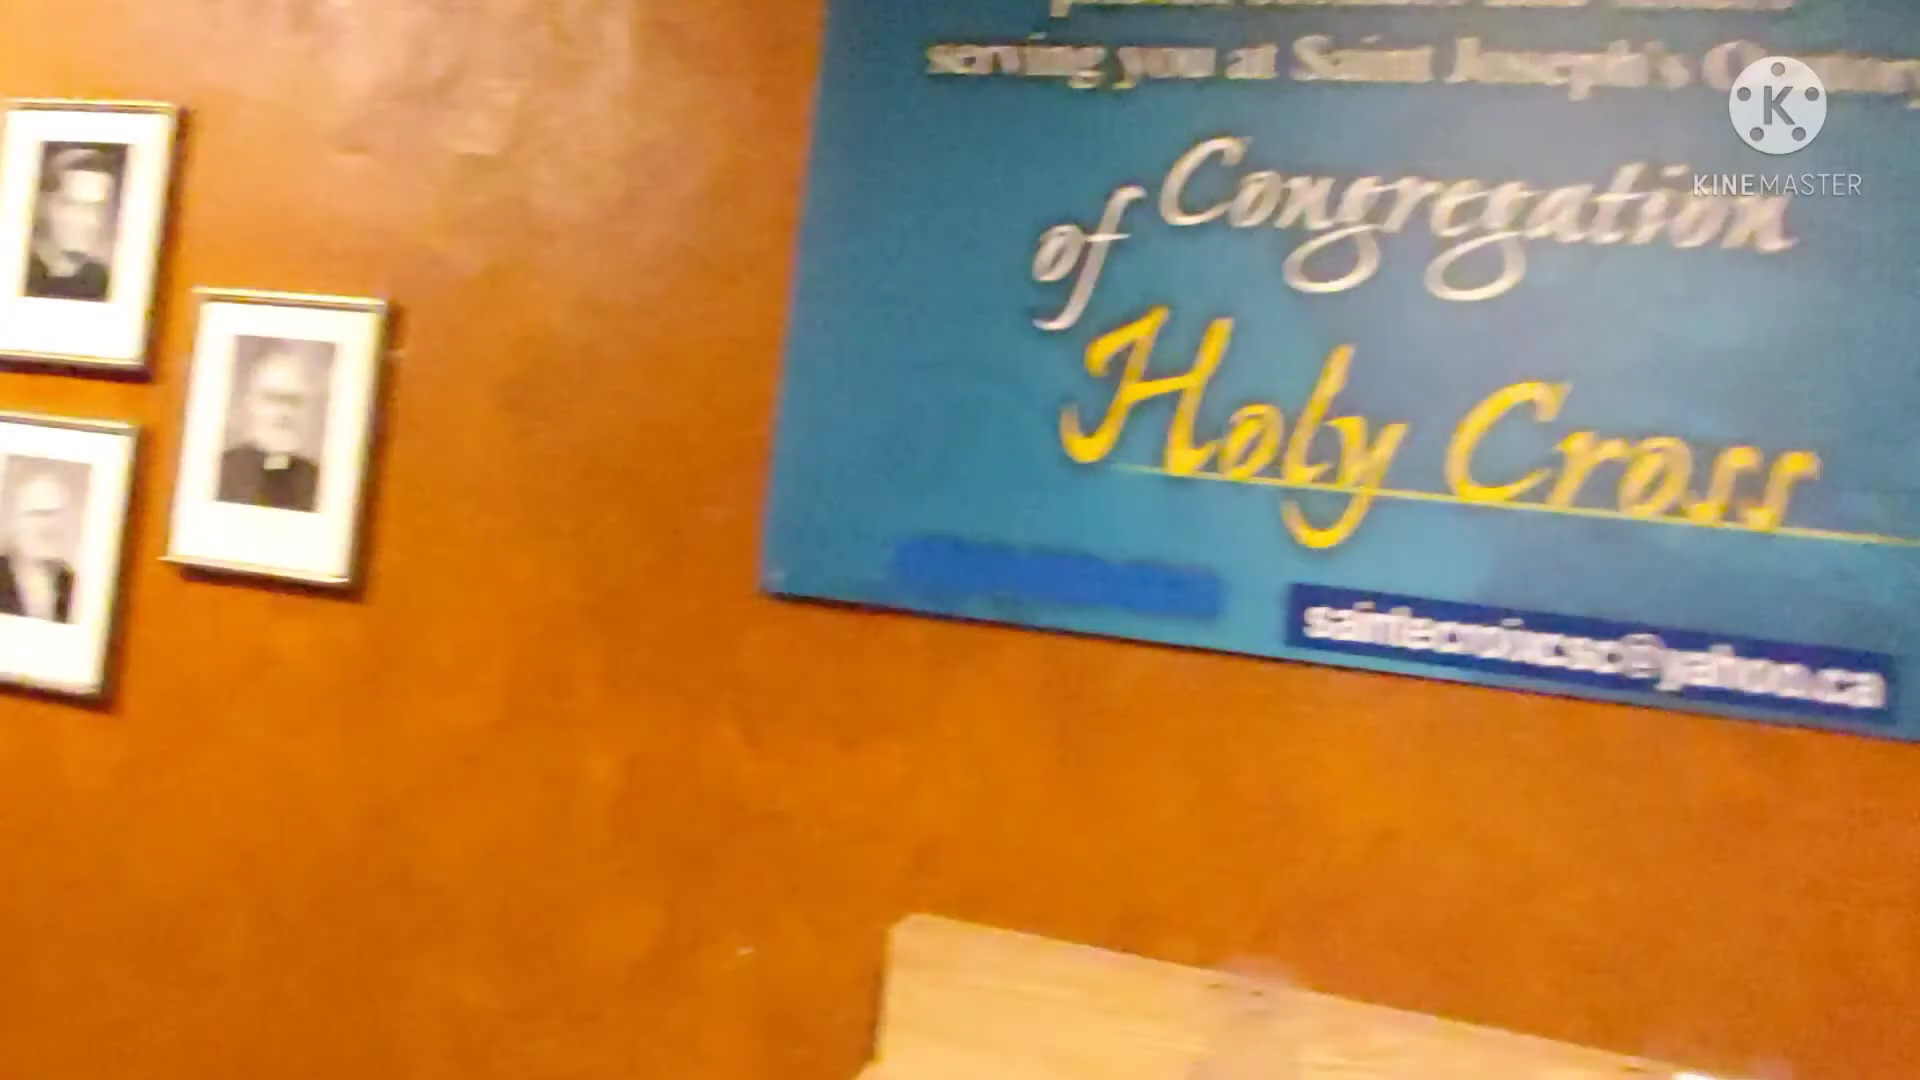 serving you at Saint Joseph's Oratory
Congregation
of
Holy Cross
saintecroixcsc@yahoo.ca
K
KINEMASTER